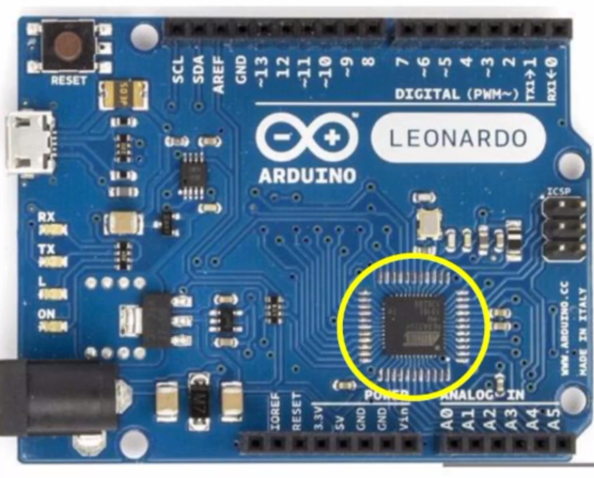 RESET
SCL
SDA
AREF
GND
~13
12
~11
~10
~9
8
7
~6
~5
4
~3
2
TX1→1
RX1←0
DIGITAL (PWM~)
LEONARDO
ARDUINO
ICSP
RX
TX
L
ON
WWW.ARDUINO.CC
MADE IN ITALY
POWER
ANALOG IN
IOREF
RESET
3.3V
5V
GND
GND
Vin
A0
A1
A2
A3
A4
A5